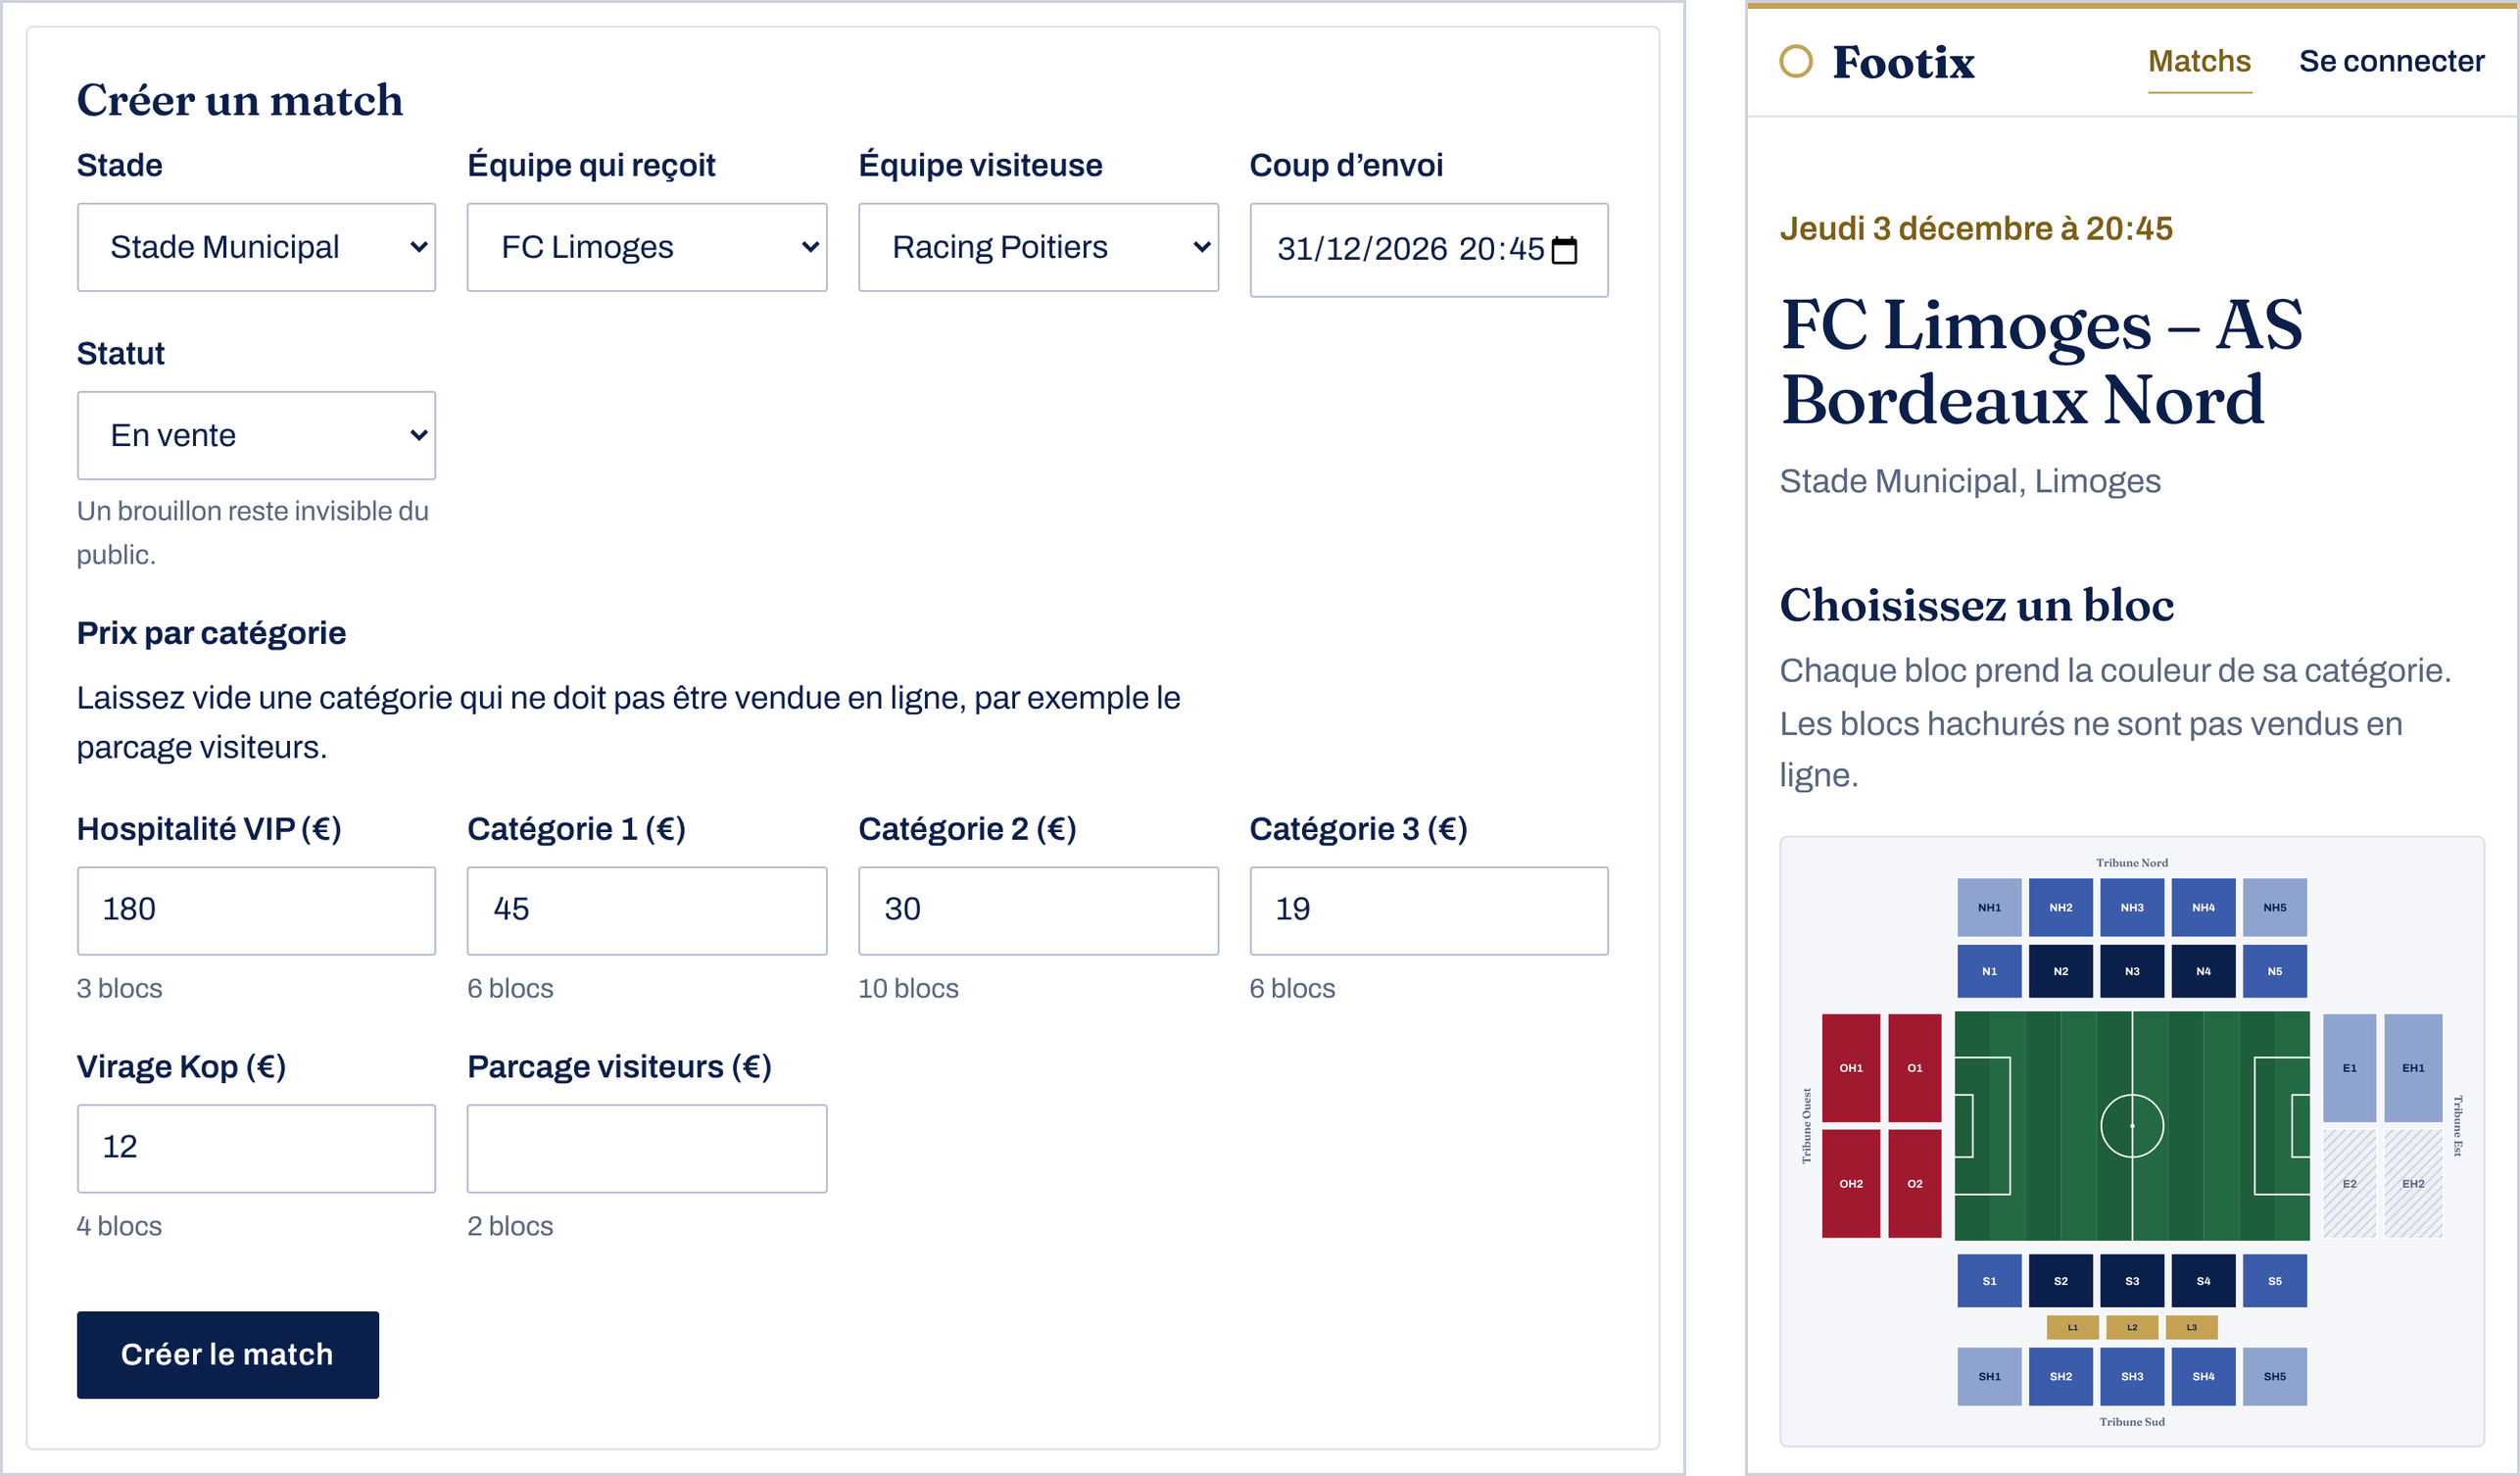 Créer un match
Stade
Équipe qui reçoit
Équipe visiteuse
Coup d’envoi
Stade Municipal
FC Limoges
Racing Poitiers
31/12/2026 20:45
Statut
En vente
Un brouillon reste invisible du
public.
Prix par catégorie
Laissez vide une catégorie qui ne doit pas être vendue en ligne, par exemple le
parcage visiteurs.
Hospitalité VIP (€)
Catégorie 1 (€)
Catégorie 2 (€)
Catégorie 3 (€)
180
45
30
19
3 blocs
6 blocs
10 blocs
6 blocs
Virage Kop (€)
Parcage visiteurs (€)
12
4 blocs
2 blocs
Créer le match
Footix
Matchs
Se connecter
Jeudi 3 décembre à 20:45
FC Limoges – AS
Bordeaux Nord
Stade Municipal, Limoges
Choisissez un bloc
Chaque bloc prend la couleur de sa catégorie.
Les blocs hachurés ne sont pas vendus en
ligne.
Tribune Nord
NH1 NH2 NH3 NH4 NH5
N1 N2 N3 N4 N5
Tribune Ouest
OH1 O1
E1 EH1
OH2 O2
E2 EH2
Tribune Est
S1 S2 S3 S4 S5
L1 L2 L3
SH1 SH2 SH3 SH4 SH5
Tribune Sud